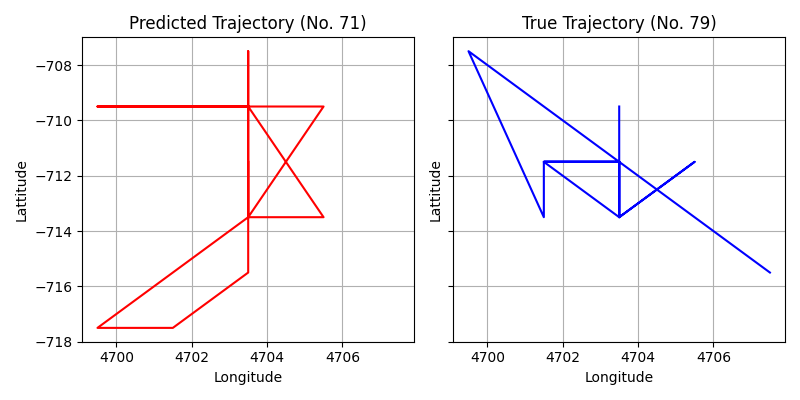 Predicted Trajectory (No. 71)
True Trajectory (No. 79)
−708
−710
−712
−714
−716
−718
Lattitude
Lattitude
4700
4702
4704
4706
4700
4702
4704
4706
Longitude
Longitude